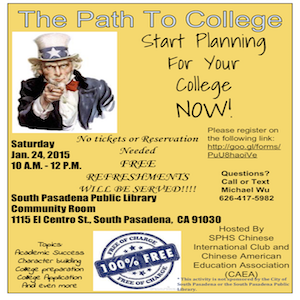 The Path To College
Start Planning
For Your
College
NOW!
Please register on
the following link:
http://goo.gl/forms/
PuU8haojVe
No tickets or Reservation
Needed
FREE
REFRESHMENTS
WILL BE SERVED!!!!
Saturday
Jan. 24, 2015
10 A.M. - 12 P.M.
Questions?
Call or Text
Michael Wu
626-417-5982
South Pasadena Public Library
Community Room
1115 El Centro St., South Pasadena, CA 91030
Hosted By
SPHS Chinese
International Club and
Chinese American
Education Association
(CAEA)
Topics
Academic Success
Character building
College preparation
College Application
And even more
FREE OF CHARGE
100% FREE
FREE OF CHARGE
* This activity is not sponsored by the City of
South Pasadena or the South Pasadena Public
Library.